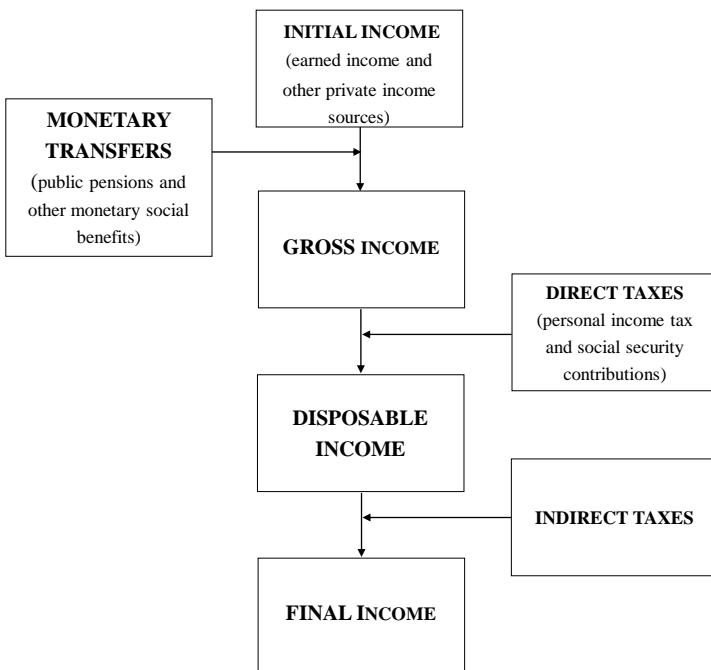 INITIAL INCOME
(earned income and
other private income
sources)
MONETARY
TRANSFERS
(public pensions and
other monetary social
benefits)
GROSS INCOME
DIRECT TAXES
(personal income tax
and social security
contributions)
DISPOSABLE
INCOME
INDIRECT TAXES
FINAL INCOME